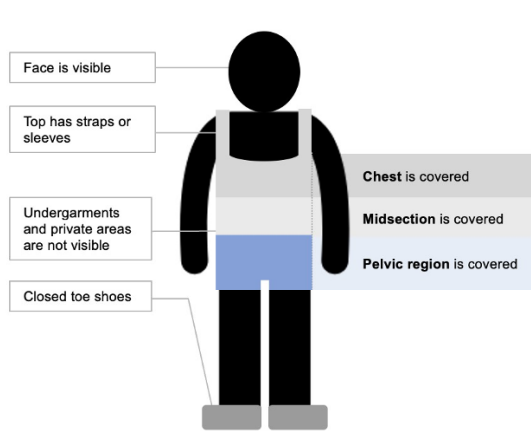 Face is visible
Top has straps or
sleeves
Undergarments
and private areas
are not visible
Closed toe shoes
Chest is covered
Midsection is covered
Pelvic region is covered